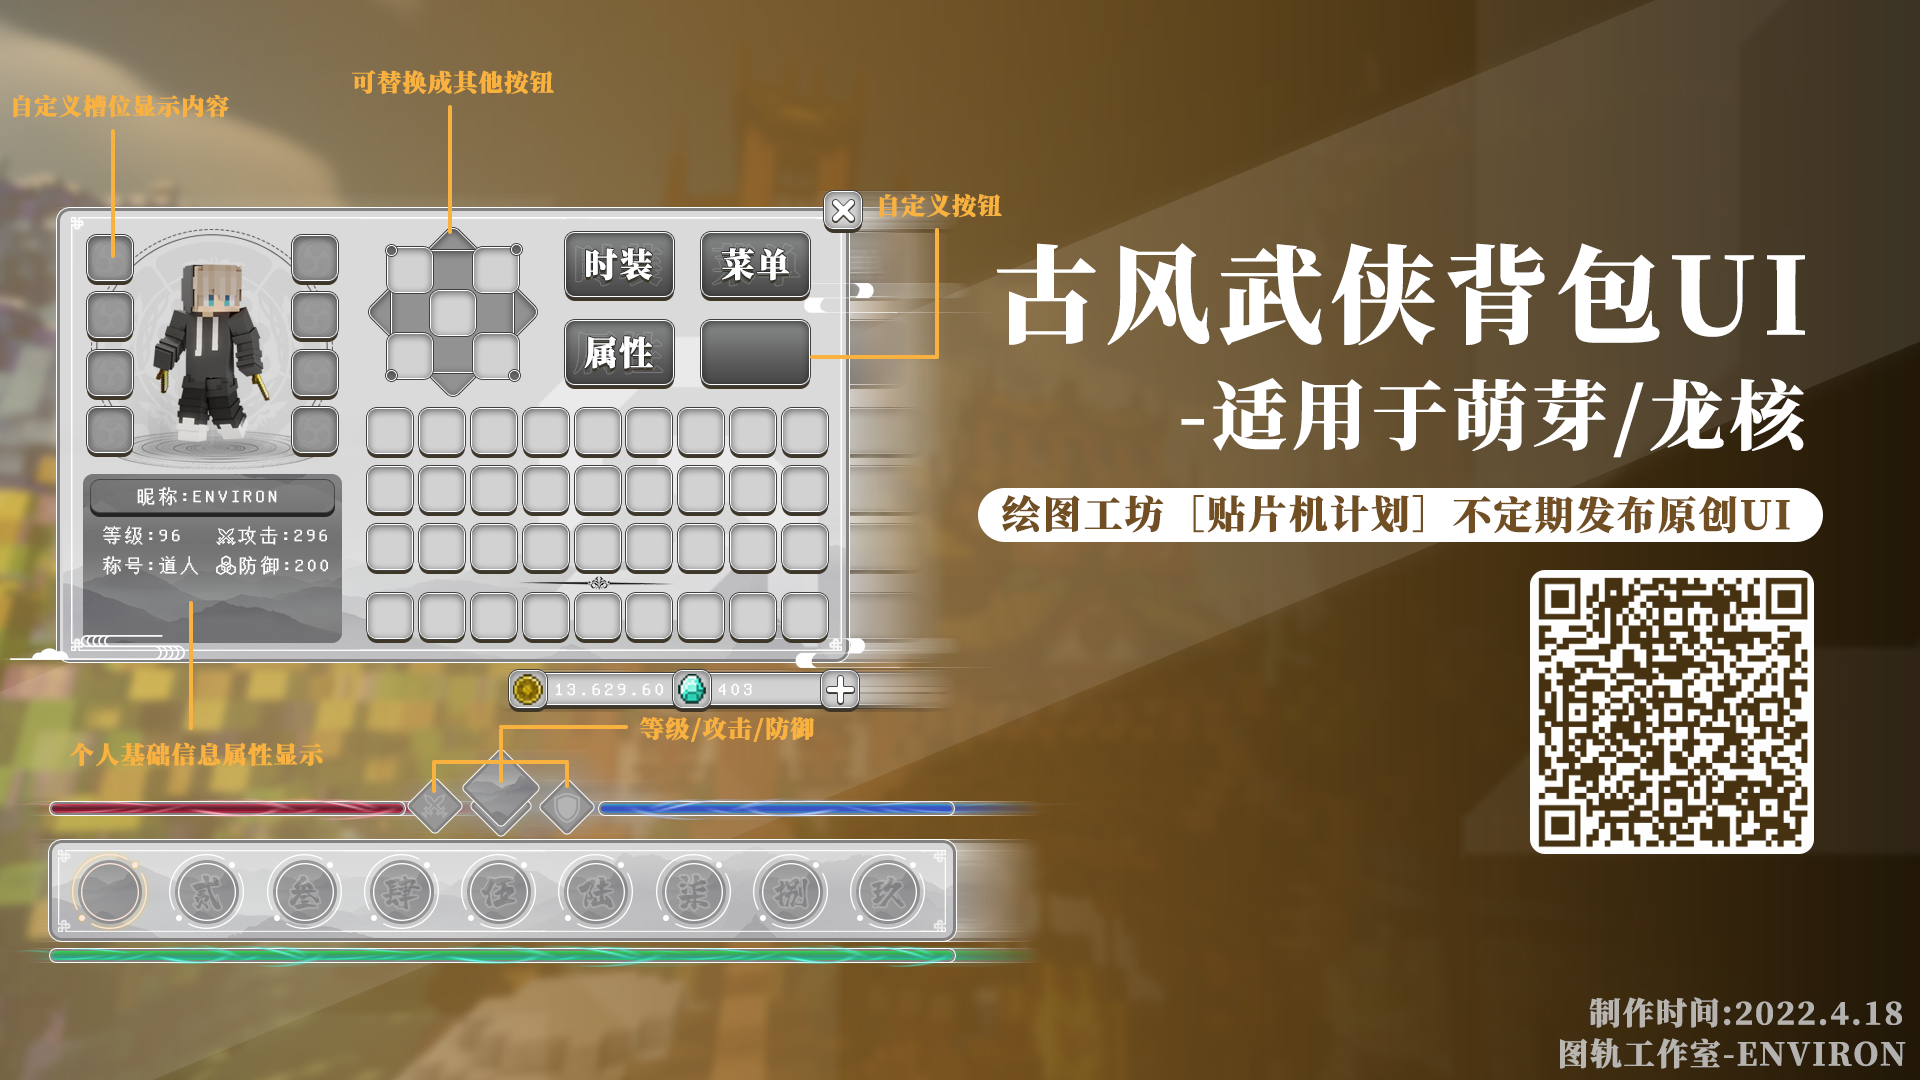 可替换成其他按钮
自定义槽位显示内容
自定义按钮
时装
菜单
属性
昵称:ENVIRON
等级:96
攻击:296
称号:道人
防御:200
13.629.60
403
等级/攻击/防御
个人基础信息属性显示
贰
叁
肆
伍
陆
柒
捌
玖
古风武侠背包UI
-适用于萌芽/龙核
绘图工坊［贴片机计划］不定期发布原创UI
制作时间:2022.4.18
图轨工作室-ENVIRON